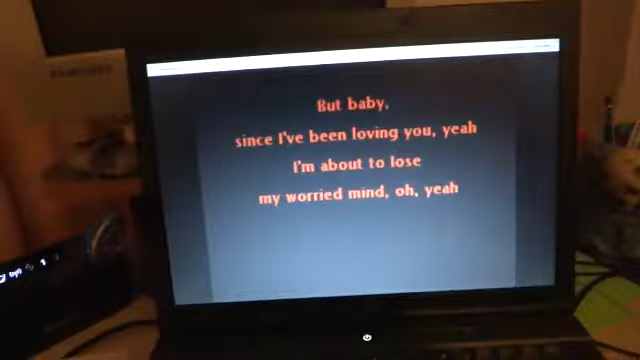 But baby,
since I've been loving you, yeah
I'm about to lose
my worried mind, oh, yeah